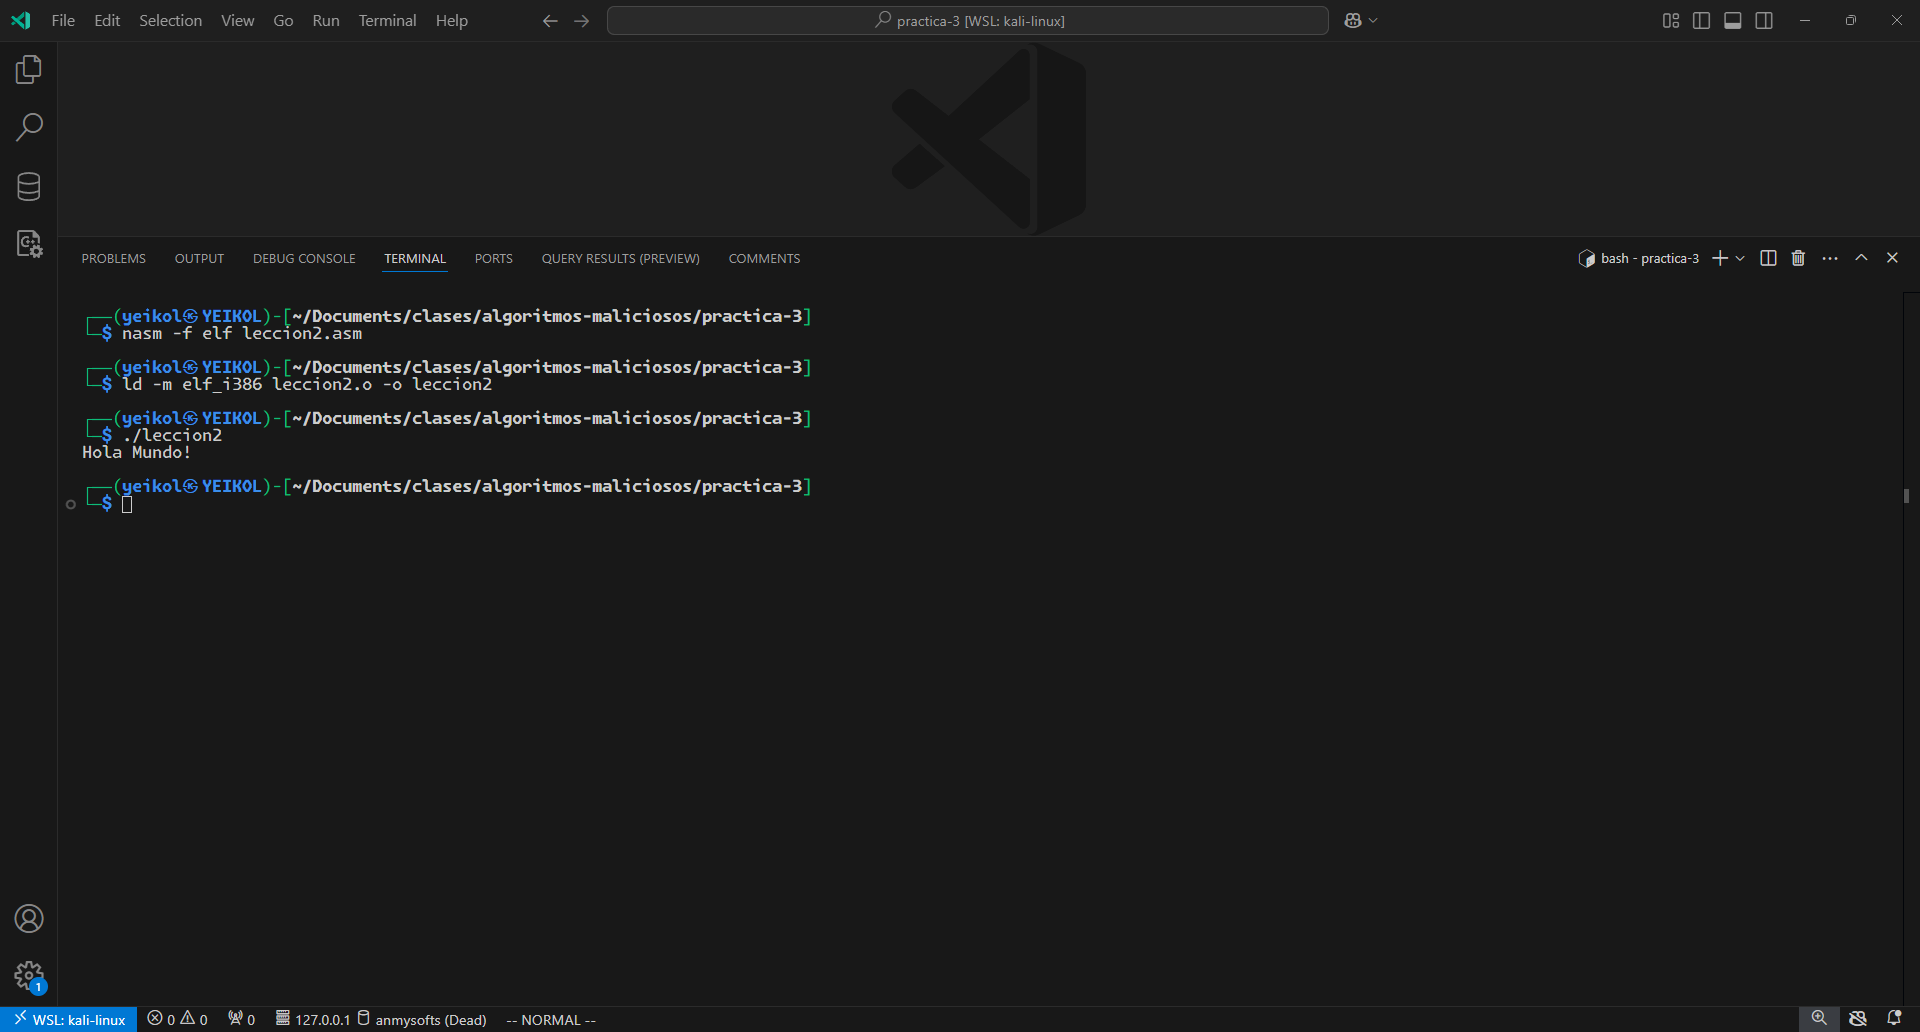 File Edit Selection View Go Run Terminal Help
practica-3 [WSL: kali-linux]
PROBLEMS OUTPUT DEBUG CONSOLE TERMINAL PORTS QUERY RESULTS (PREVIEW) COMMENTS
bash - practica-3
┌──(yeikol㉿YEIKOL)-[~/Documents/clases/algoritmos-maliciosos/practica-3]
└─$ nasm -f elf leccion2.asm
┌──(yeikol㉿YEIKOL)-[~/Documents/clases/algoritmos-maliciosos/practica-3]
└─$ ld -m elf_i386 leccion2.o -o leccion2
┌──(yeikol㉿YEIKOL)-[~/Documents/clases/algoritmos-maliciosos/practica-3]
└─$ ./leccion2
Hola Mundo!
┌──(yeikol㉿YEIKOL)-[~/Documents/clases/algoritmos-maliciosos/practica-3]
└─$
1
WSL: kali-linux 0 0 0 127.0.0.1 anmysofts (Dead) -- NORMAL --